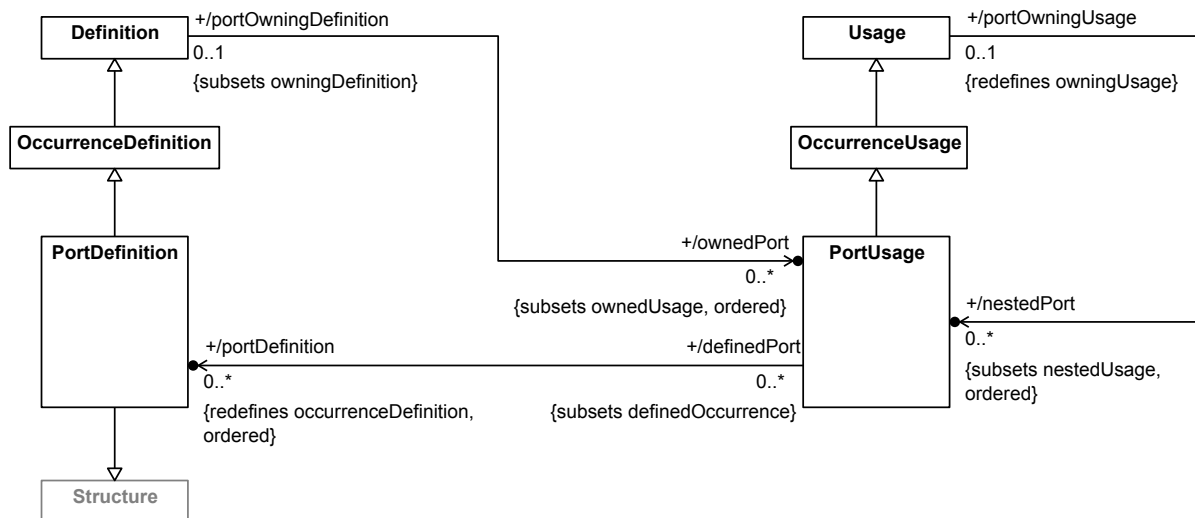 Definition
+/portOwningDefinition
0..1
{subsets owningDefinition}
Usage
+/portOwningUsage
0..1
{redefines owningUsage}
OccurrenceDefinition
OccurrenceUsage
PortDefinition
+/ownedPort
0..*
{subsets ownedUsage, ordered}
PortUsage
+/nestedPort
0..*
{subsets nestedUsage,
ordered}
+/portDefinition
0..*
{redefines occurrenceDefinition,
ordered}
+/definedPort
0..*
{subsets definedOccurrence}
Structure